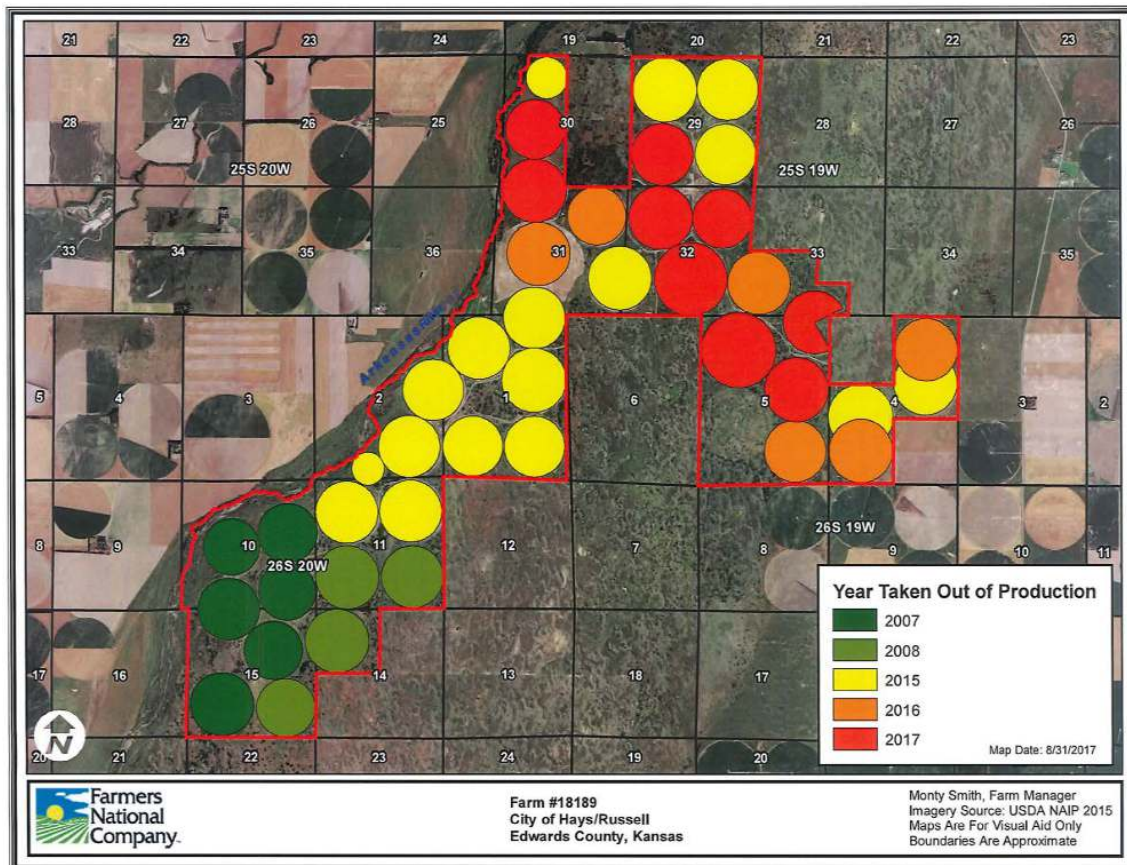 21 22 23 24 19 20 21 22 23
28 27 26 25 30 29 28 27 26
25S 20W 25S 19W
33 34 35 36 31 32 33 34 35
Arkansas River
5 4 3 2 1 6 5 4 3 2
26S 19W
8 9 10 11 12 7 8 9 10 11
26S 20W
17 16 15 14 13 18 17
20 21 22 23 24 19 20
N
Year Taken Out of Production
2007
2008
2015
2016
2017
Map Date: 8/31/2017
Farmers
National
Company
Farm #18189
City of Hays/Russell
Edwards County, Kansas
Monty Smith, Farm Manager
Imagery Source: USDA NAIP 2015
Maps Are For Visual Aid Only
Boundaries Are Approximate